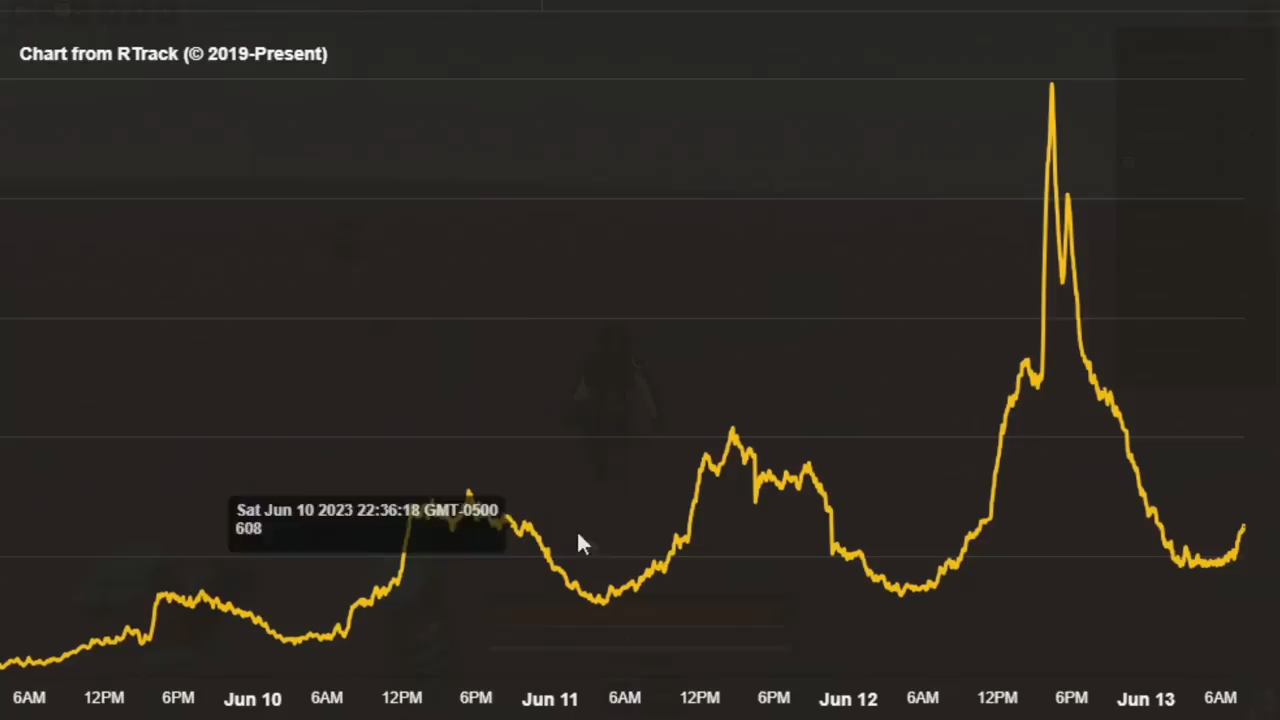 Chart from RTrack (© 2019-Present)
Sat Jun 10 2023 22:36:18 GMT-0500
608
6AM 12PM 6PM Jun 10 6AM 12PM 6PM Jun 11 6AM 12PM 6PM Jun 12 6AM 12PM 6PM Jun 13 6AM